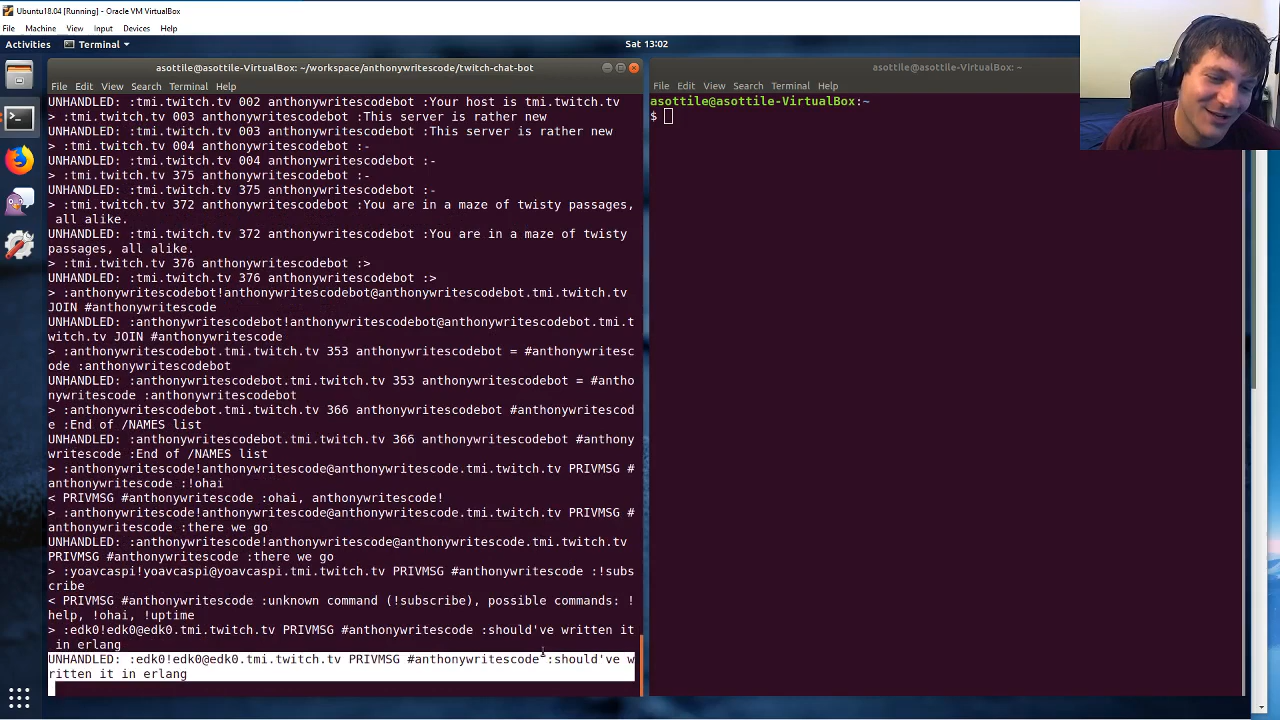 Ubuntu18.04 [Running] - Oracle VM VirtualBox
File Machine View Input Devices Help
Activities Terminal Sat 13:02
asottile@asottile-VirtualBox: ~/workspace/anthonywritescode/twitch-chat-bot
File Edit View Search Terminal Help
UNHANDLED: :tmi.twitch.tv 002 anthonywritescodebot :Your host is tmi.twitch.tv
> :tmi.twitch.tv 003 anthonywritescodebot :This server is rather new
UNHANDLED: :tmi.twitch.tv 003 anthonywritescodebot :This server is rather new
> :tmi.twitch.tv 004 anthonywritescodebot :-
UNHANDLED: :tmi.twitch.tv 004 anthonywritescodebot :-
> :tmi.twitch.tv 375 anthonywritescodebot :-
UNHANDLED: :tmi.twitch.tv 375 anthonywritescodebot :-
> :tmi.twitch.tv 372 anthonywritescodebot :You are in a maze of twisty passages,
all alike.
UNHANDLED: :tmi.twitch.tv 372 anthonywritescodebot :You are in a maze of twisty
passages, all alike.
> :tmi.twitch.tv 376 anthonywritescodebot :>
UNHANDLED: :tmi.twitch.tv 376 anthonywritescodebot :>
> :anthonywritescodebot!anthonywritescodebot@anthonywritescodebot.tmi.twitch.tv
JOIN #anthonywritescode
UNHANDLED: :anthonywritescodebot!anthonywritescodebot@anthonywritescodebot.tmi.t
witch.tv JOIN #anthonywritescode
> :anthonywritescodebot.tmi.twitch.tv 353 anthonywritescodebot = #anthonywritesc
ode :anthonywritescodebot
UNHANDLED: :anthonywritescodebot.tmi.twitch.tv 353 anthonywritescodebot = #antho
nywritescode :anthonywritescodebot
> :anthonywritescodebot.tmi.twitch.tv 366 anthonywritescodebot #anthonywritescod
e :End of /NAMES list
UNHANDLED: :anthonywritescodebot.tmi.twitch.tv 366 anthonywritescodebot #anthony
writescode :End of /NAMES list
> :anthonywritescode!anthonywritescode@anthonywritescode.tmi.twitch.tv PRIVMSG #
anthonywritescode :!ohai
< PRIVMSG #anthonywritescode :ohai, anthonywritescode!
> :anthonywritescode!anthonywritescode@anthonywritescode.tmi.twitch.tv PRIVMSG #
anthonywritescode :there we go
UNHANDLED: :anthonywritescode!anthonywritescode@anthonywritescode.tmi.twitch.tv
PRIVMSG #anthonywritescode :there we go
> :yoavcaspi!yoavcaspi@yoavcaspi.tmi.twitch.tv PRIVMSG #anthonywritescode :!subs
cribe
< PRIVMSG #anthonywritescode :unknown command (!subscribe), possible commands: !
help, !ohai, !uptime
> :edk0!edk0@edk0.tmi.twitch.tv PRIVMSG #anthonywritescode :should've written it
in erlang
UNHANDLED: :edk0!edk0@edk0.tmi.twitch.tv PRIVMSG #anthonywritescode :should've w
ritten it in erlang
asottile@asottile-VirtualBox: ~
File Edit View Search Terminal Help
asottile@asottile-VirtualBox:~
$